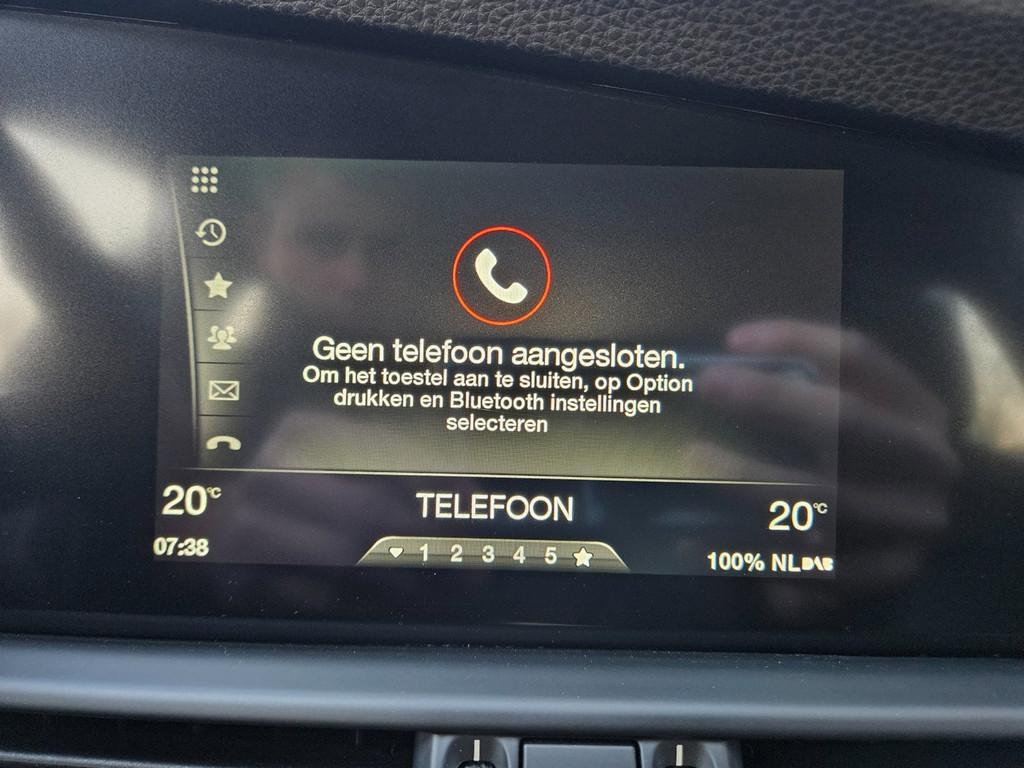 Geen telefoon aangesloten.
Om het toestel aan te sluiten, op Option
drukken en Bluetooth instellingen
selecteren
20°C
TELEFOON
20°C
07:38
1 2 3 4 5
100% NL DAB